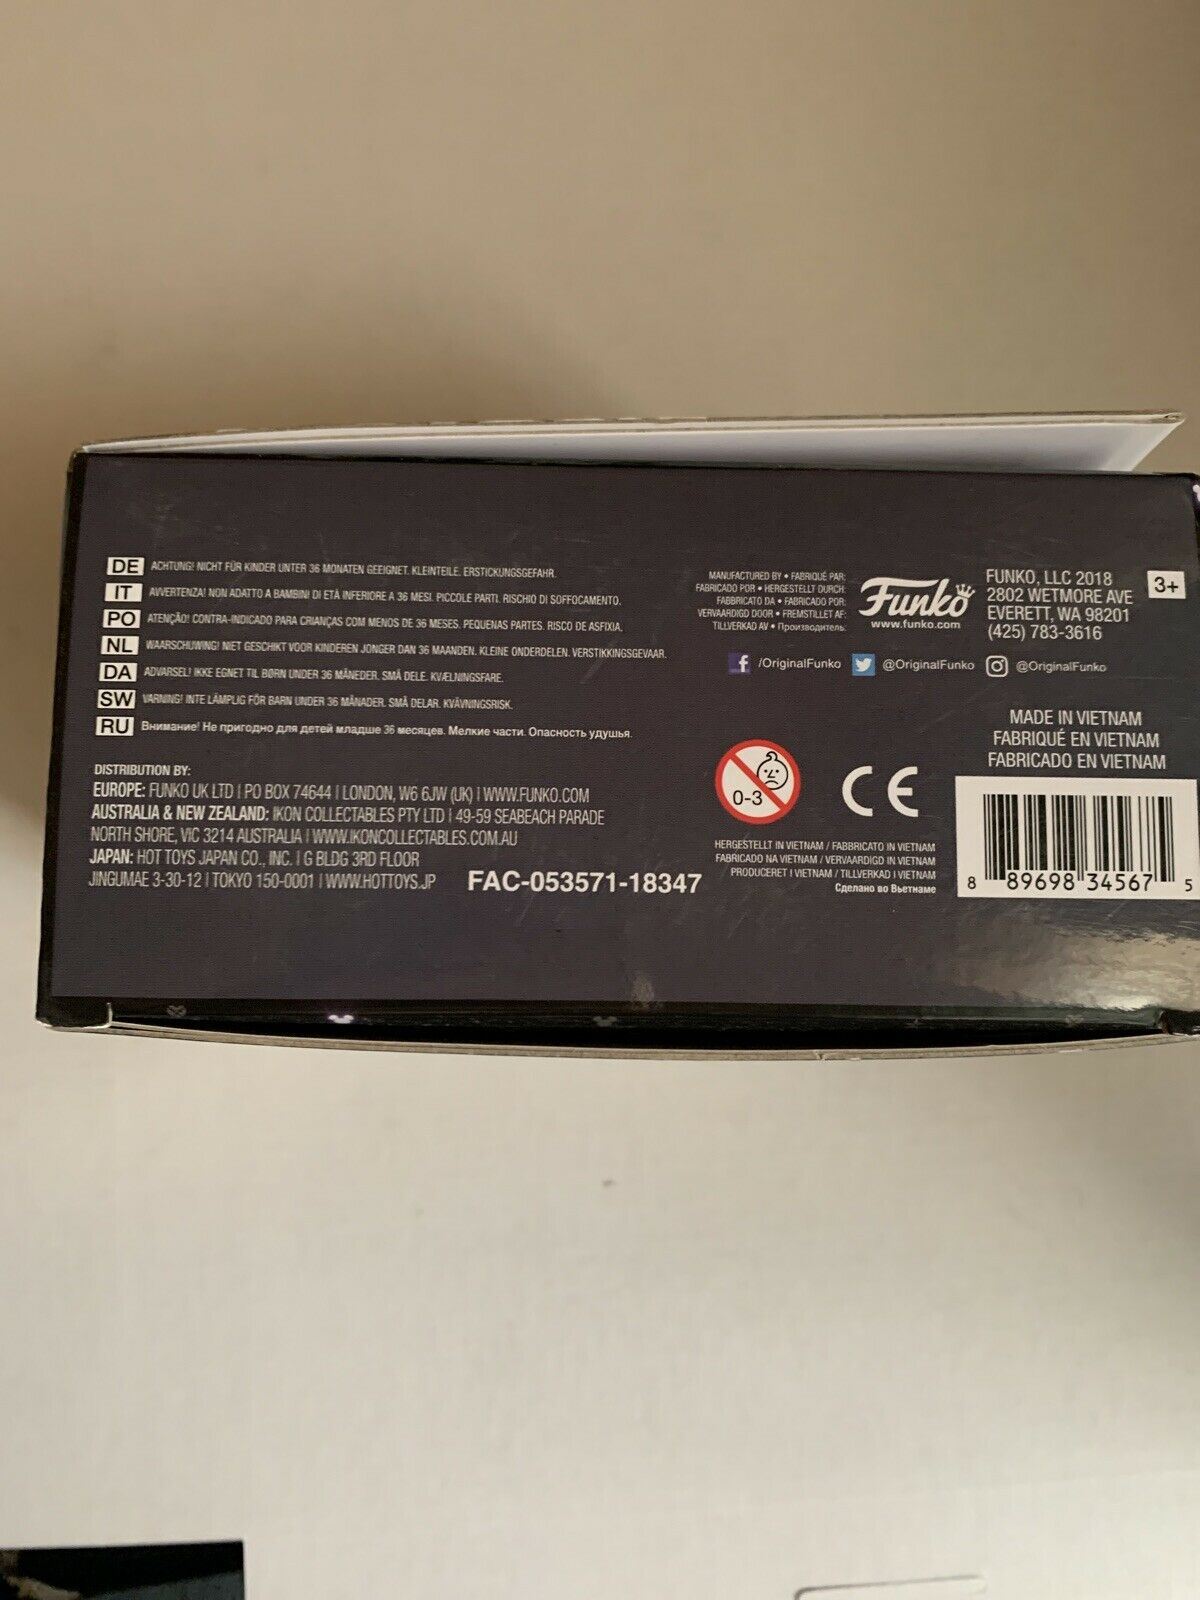 DE ACHTUNG! NICHT FÜR KINDER UNTER 36 MONATEN GEEIGNET. KLEINTEILE. ERSTICKUNGSGEFAHR.
IT AVVERTENZA! NON ADATTO A BAMBINI DI ETÀ INFERIORE A 36 MESI. PICCOLE PARTI. RISCHIO DI SOFFOCAMENTO.
PO ATENÇÃO! CONTRA-INDICADO PARA CRIANÇAS COM MENOS DE 36 MESES. PEQUENAS PARTES. RISCO DE ASFIXIA.
NL WAARSCHUWING! NIET GESCHIKT VOOR KINDEREN JONGER DAN 36 MAANDEN. KLEINE ONDERDELEN. VERSTIKKINGSGEVAAR.
DA ADVARSEL! IKKE EGNET TIL BØRN UNDER 36 MÅNEDER. SMÅ DELE. KVÆLNINGSFARE.
SW VARNING! INTE LÄMPLIG FÖR BARN UNDER 36 MÅNADER. SMÅ DELAR. KVÄVNINGSRISK.
RU Внимание! Не пригодно для детей младше 36 месяцев. Мелкие части. Опасность удушья.
DISTRIBUTION BY:
EUROPE: FUNKO UK LTD | PO BOX 74644 | LONDON, W6 6JW (UK) | WWW.FUNKO.COM
AUSTRALIA & NEW ZEALAND: IKON COLLECTABLES PTY LTD | 49-59 SEABEACH PARADE
NORTH SHORE, VIC 3214 AUSTRALIA | WWW.IKONCOLLECTABLES.COM.AU
JAPAN: HOT TOYS JAPAN CO., INC. | G BLDG 3RD FLOOR
JINGUMAE 3-30-12 | TOKYO 150-0001 | WWW.HOTTOYS.JP
FAC-053571-18347
MANUFACTURED BY • FABRIQUÉ PAR:
FABRICADO POR • HERGESTELLT DURCH:
FABBRICATO DA • FABRICADO POR:
VERVAARDIGD DOOR • FREMSTILLET AF:
TILLVERKAD AV • Производитель:
Funko
www.funko.com
FUNKO, LLC 2018
2802 WETMORE AVE
EVERETT, WA 98201
(425) 783-3616
3+
f /OriginalFunko @OriginalFunko @OriginalFunko
MADE IN VIETNAM
FABRIQUÉ EN VIETNAM
FABRICADO EN VIETNAM
0-3
CE
HERGESTELLT IN VIETNAM / FABBRICATO IN VIETNAM
FABRICADO NA VIETNAM / VERVAARDIGD IN VIETNAM
PRODUCERET I VIETNAM / TILLVERKAD I VIETNAM
Сделано во Вьетнаме
8 89698 34567 5